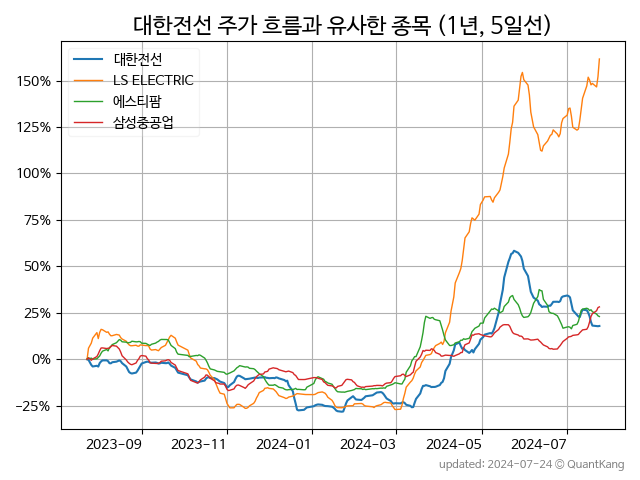 대한전선 주가 흐름과 유사한 종목 (1년, 5일선)
대한전선
LS ELECTRIC
에스티팜
삼성중공업
150%
125%
100%
75%
50%
25%
0%
−25%
2023-09 2023-11 2024-01 2024-03 2024-05 2024-07
updated: 2024-07-24 © QuantKang